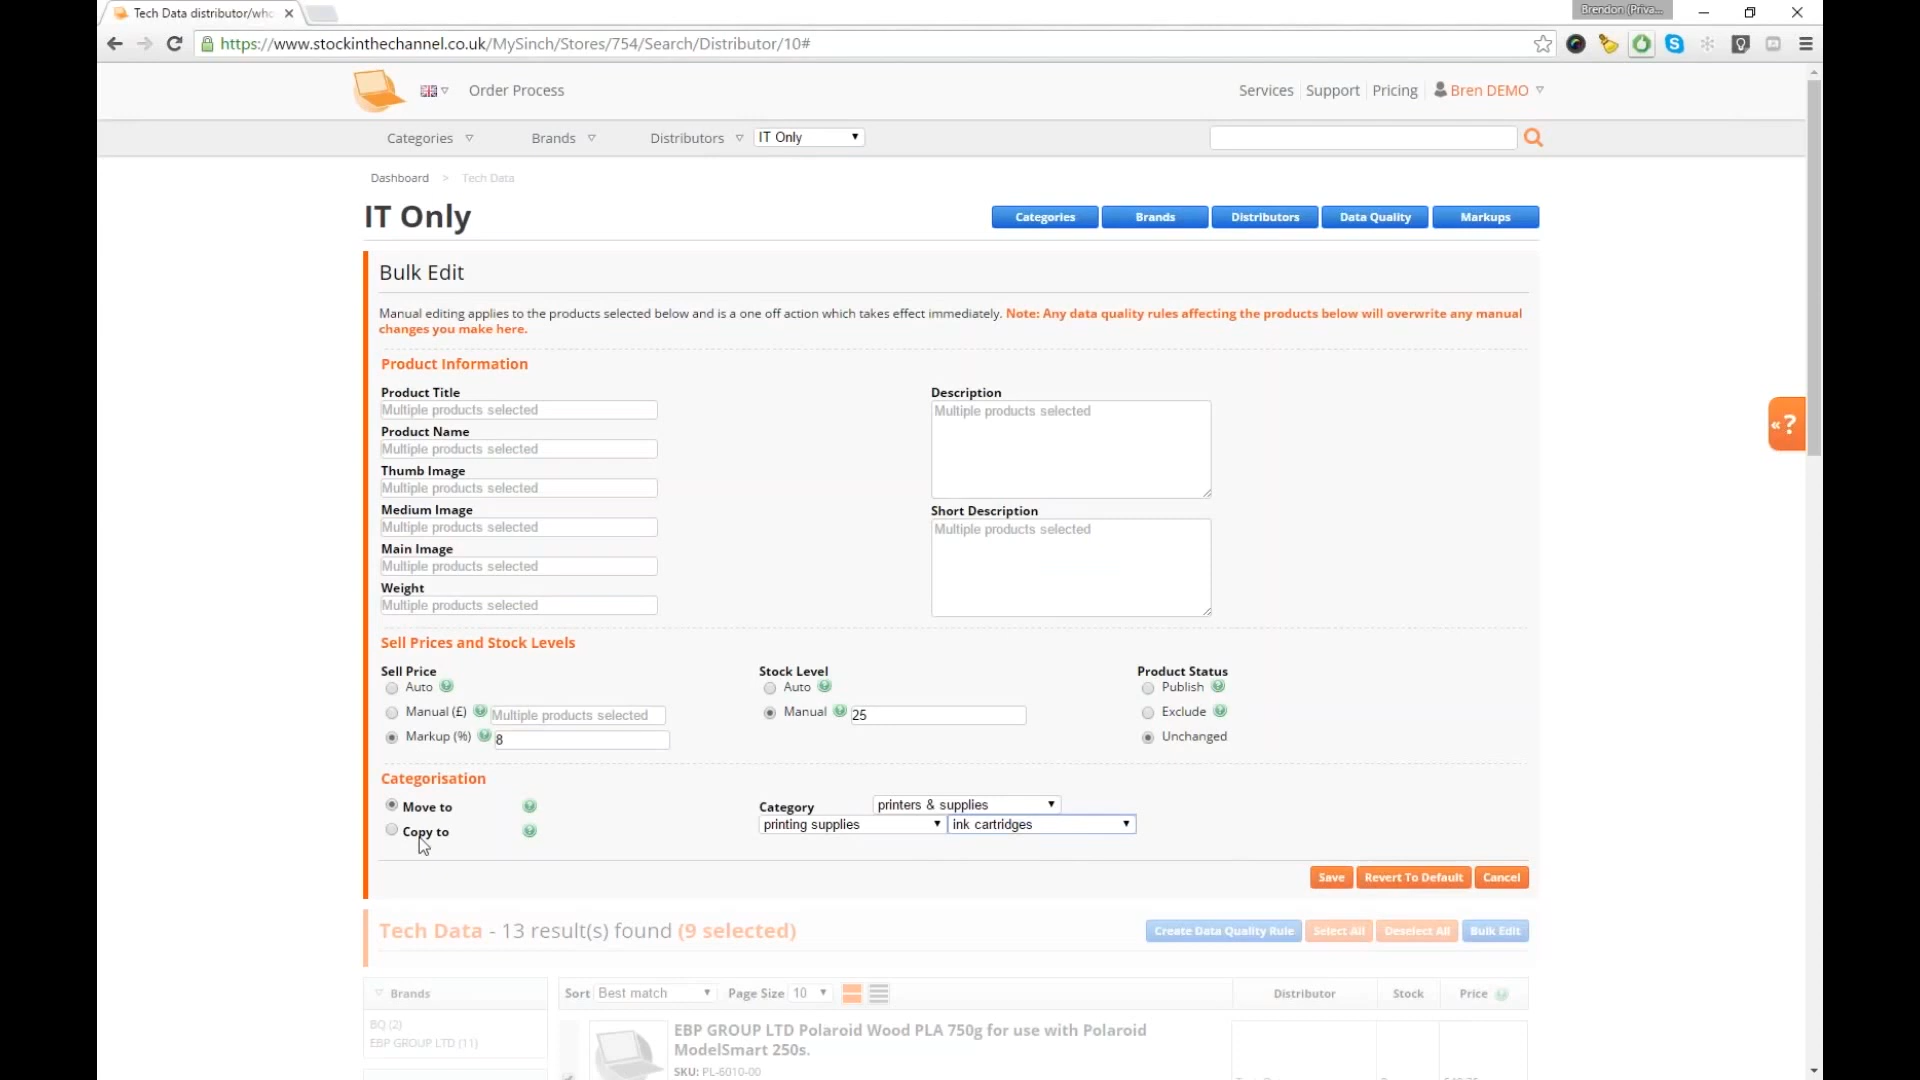 Tech Data distributor/who
Brendon (Priva...
https://www.stockinthechannel.co.uk/MySinch/Stores/754/Search/Distributor/10#
Order Process
Services Support Pricing Bren DEMO
Categories Brands Distributors IT Only
Dashboard > Tech Data
IT Only
Categories Brands Distributors Data Quality Markups
Bulk Edit
Manual editing applies to the products selected below and is a one off action which takes effect immediately. Note: Any data quality rules affecting the products below will overwrite any manual
changes you make here.
Product Information
Product Title
Multiple products selected
Product Name
Multiple products selected
Thumb Image
Multiple products selected
Medium Image
Multiple products selected
Main Image
Multiple products selected
Weight
Multiple products selected
Description
Multiple products selected
Short Description
Multiple products selected
« ?
Sell Prices and Stock Levels
Sell Price
Auto
Manual (£) Multiple products selected
Markup (%) 8
Stock Level
Auto
Manual 25
Product Status
Publish
Exclude
Unchanged
Categorisation
Move to
Copy to
Category printers & supplies
printing supplies ink cartridges
Save Revert To Default Cancel
Tech Data - 13 result(s) found (9 selected)
Create Data Quality Rule Select All Deselect All Bulk Edit
Brands
BQ (2)
EBP GROUP LTD (11)
Sort Best match Page Size 10 Distributor Stock Price
EBP GROUP LTD Polaroid Wood PLA 750g for use with Polaroid
ModelSmart 250s.
SKU: PL-6010-00